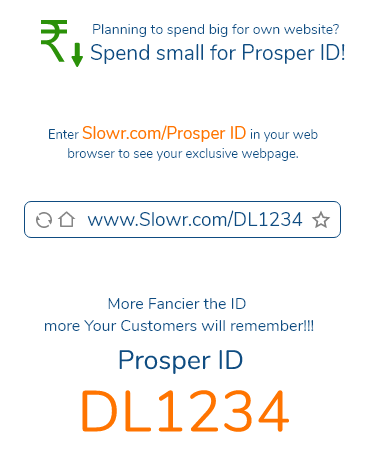 Planning to spend big for own website?
₹ Spend small for Prosper ID!
Enter Slowr.com/Prosper ID in your web
browser to see your exclusive webpage.
www.Slowr.com/DL1234
More Fancier the ID
more Your Customers will remember!!!
Prosper ID
DL1234